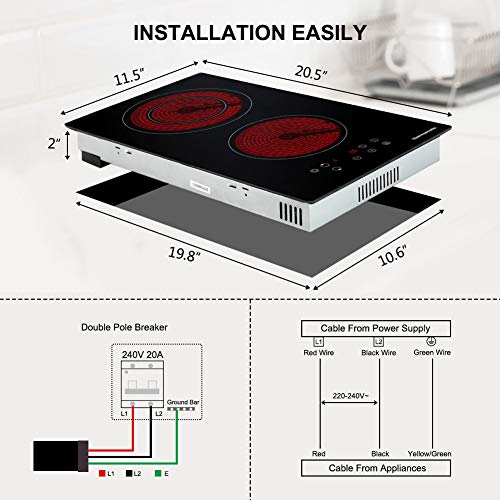 INSTALLATION EASILY
11.5"
20.5"
2"
19.8"
10.6"
Double Pole Breaker
240V 20A
L1
L2
Ground Bar
L1
L2
E
Cable From Power Supply
L1
L2
Red Wire
Black Wire
Green Wire
220-240V~
Red
Black
Yellow/Green
Cable From Appliances